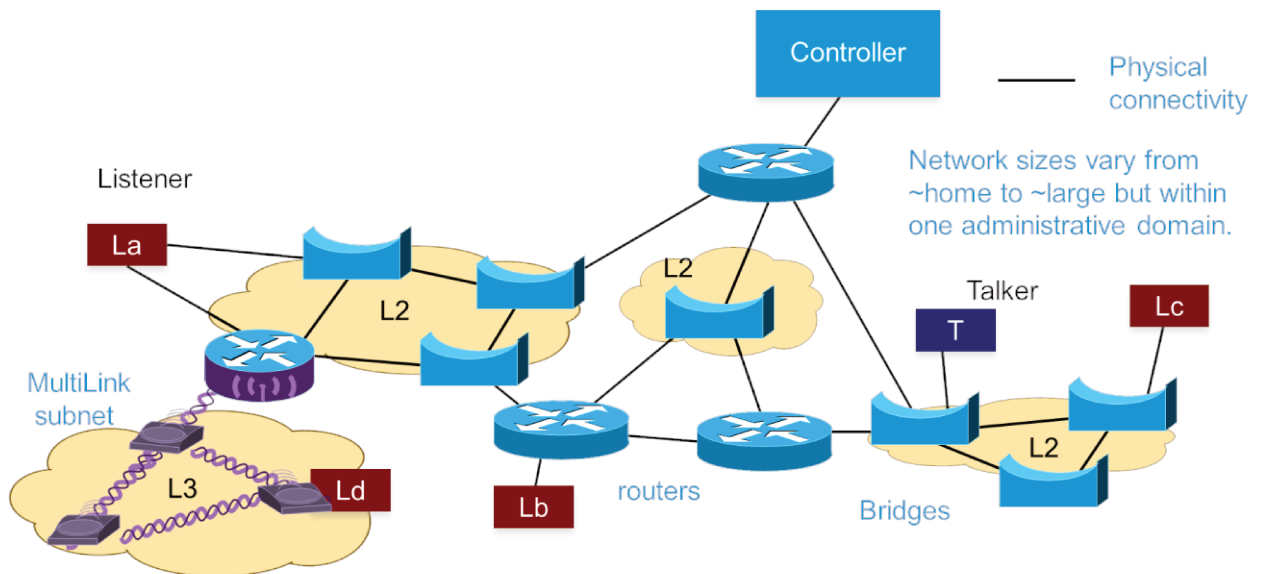 Controller
Physical
connectivity
Network sizes vary from
~home to ~large but within
one administrative domain.
Listener
La
L2
L2
Talker
T
Lc
L2
MultiLink
subnet
L3
Ld
Lb
routers
Bridges